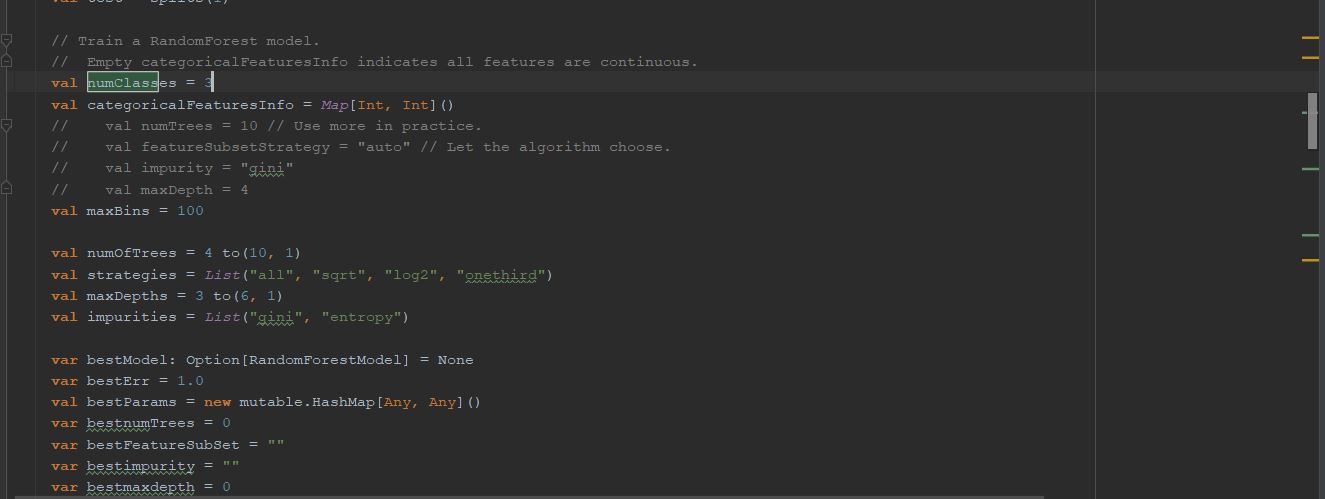 // Train a RandomForest model.
//  Empty categoricalFeaturesInfo indicates all features are continuous.
val numClasses = 3
val categoricalFeaturesInfo = Map[Int, Int]()
//    val numTrees = 10 // Use more in practice.
//    val featureSubsetStrategy = "auto" // Let the algorithm choose.
//    val impurity = "gini"
//    val maxDepth = 4
val maxBins = 100
val numOfTrees = 4 to(10, 1)
val strategies = List("all", "sqrt", "log2", "onethird")
val maxDepths = 3 to(6, 1)
val impurities = List("gini", "entropy")
var bestModel: Option[RandomForestModel] = None
var bestErr = 1.0
val bestParams = new mutable.HashMap[Any, Any]()
var bestnumTrees = 0
var bestFeatureSubSet = ""
var bestimpurity = ""
var bestmaxdepth = 0